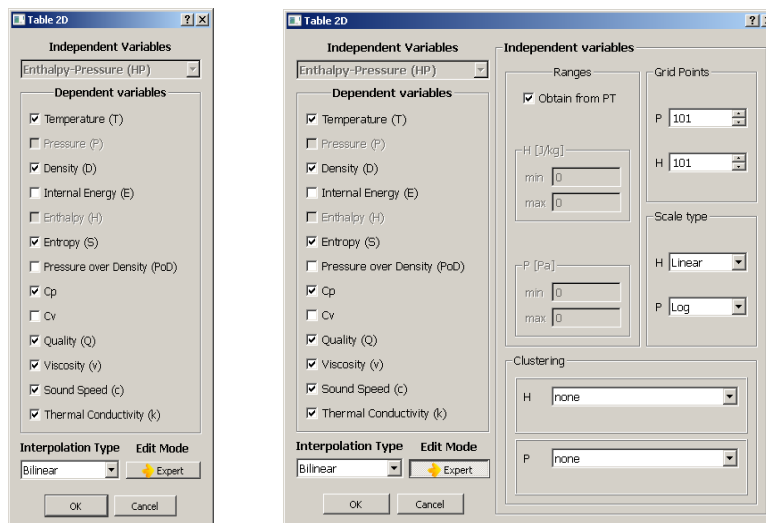 Table 2D
Independent Variables
Enthalpy-Pressure (HP)
Dependent variables
Temperature (T)
Pressure (P)
Density (D)
Internal Energy (E)
Enthalpy (H)
Entropy (S)
Pressure over Density (PoD)
Cp
Cv
Quality (Q)
Viscosity (v)
Sound Speed (c)
Thermal Conductivity (k)
Interpolation Type Edit Mode
Bilinear Expert
OK Cancel
Table 2D
Independent Variables
Enthalpy-Pressure (HP)
Dependent variables
Temperature (T)
Pressure (P)
Density (D)
Internal Energy (E)
Enthalpy (H)
Entropy (S)
Pressure over Density (PoD)
Cp
Cv
Quality (Q)
Viscosity (v)
Sound Speed (c)
Thermal Conductivity (k)
Interpolation Type Edit Mode
Bilinear Expert
OK Cancel
Independent variables
Ranges
Obtain from PT
H [J/kg]
min 0
max 0
P [Pa]
min 0
max 0
Grid Points
P 101
H 101
Scale type
H Linear
P Log
Clustering
H none
P none